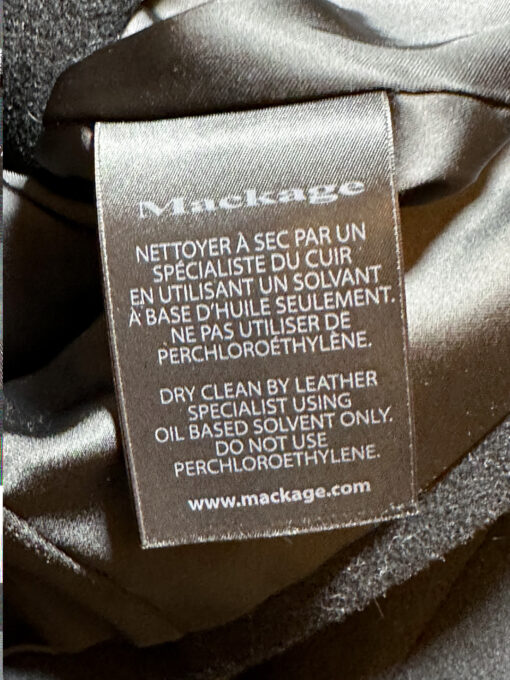 Mackage
NETTOYER À SEC PAR UN
SPÉCIALISTE DU CUIR
EN UTILISANT UN SOLVANT
À BASE D'HUILE SEULEMENT.
NE PAS UTILISER DE
PERCHLOROÉTHYLÈNE.
DRY CLEAN BY LEATHER
SPECIALIST USING
OIL BASED SOLVENT ONLY.
DO NOT USE
PERCHLOROETHYLENE.
www.mackage.com